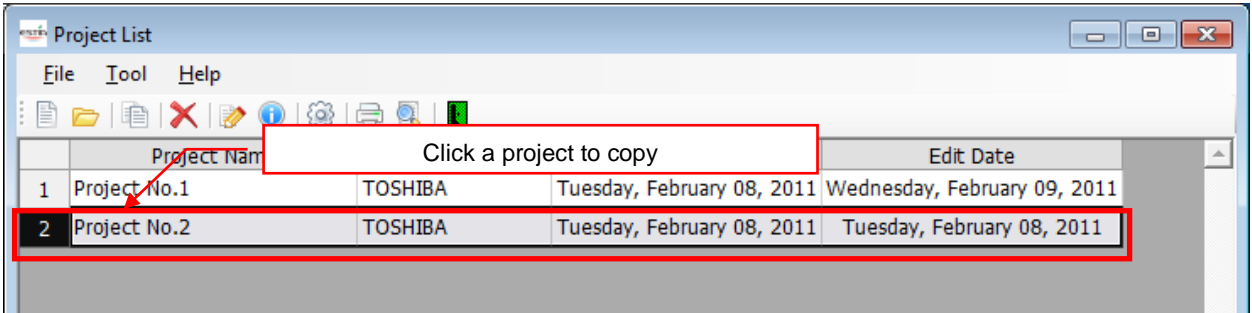 Project List
File Tool Help
Click a project to copy
Project Nam Edit Date
1 Project No.1 TOSHIBA Tuesday, February 08, 2011 Wednesday, February 09, 2011
2 Project No.2 TOSHIBA Tuesday, February 08, 2011 Tuesday, February 08, 2011